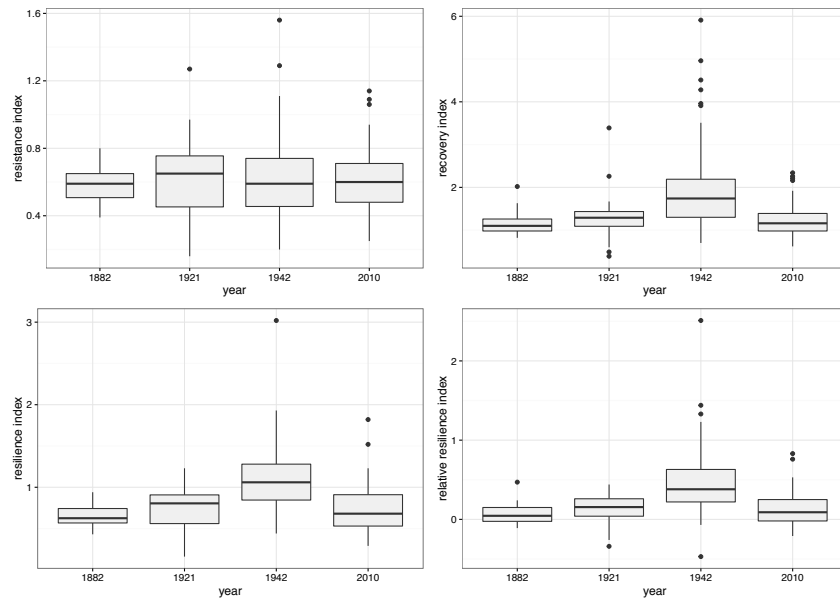 resistance index
1.6
1.2
0.8
0.4
1882 1921 1942 2010
year
recovery index
6
4
2
1882 1921 1942 2010
year
resilience index
3
2
1
1882 1921 1942 2010
year
relative resilience index
2
1
0
1882 1921 1942 2010
year